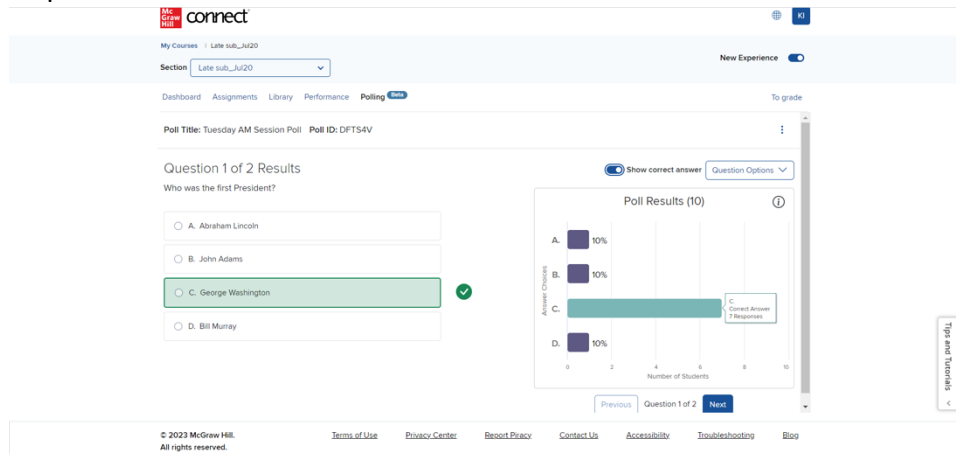 Mc Graw Hill connect
KI
My Courses Late sub_Jul20
Section Late sub_Jul20
New Experience
Dashboard Assignments Library Performance Polling Beta
To grade
Poll Title: Tuesday AM Session Poll Poll ID: DFTS4V
Question 1 of 2 Results
Show correct answer Question Options
Who was the first President?
A. Abraham Lincoln
B. John Adams
C. George Washington
D. Bill Murray
Poll Results (10)
Answer Choices
A. 10%
B. 10%
C.
C.
Correct Answer
7 Responses
D. 10%
0 2 4 6 8 10
Number of Students
Previous Question 1 of 2 Next
Tips and Tutorials
© 2023 McGraw Hill.
All rights reserved.
Terms of Use Privacy Center Report Piracy Contact Us Accessibility Troubleshooting Blog